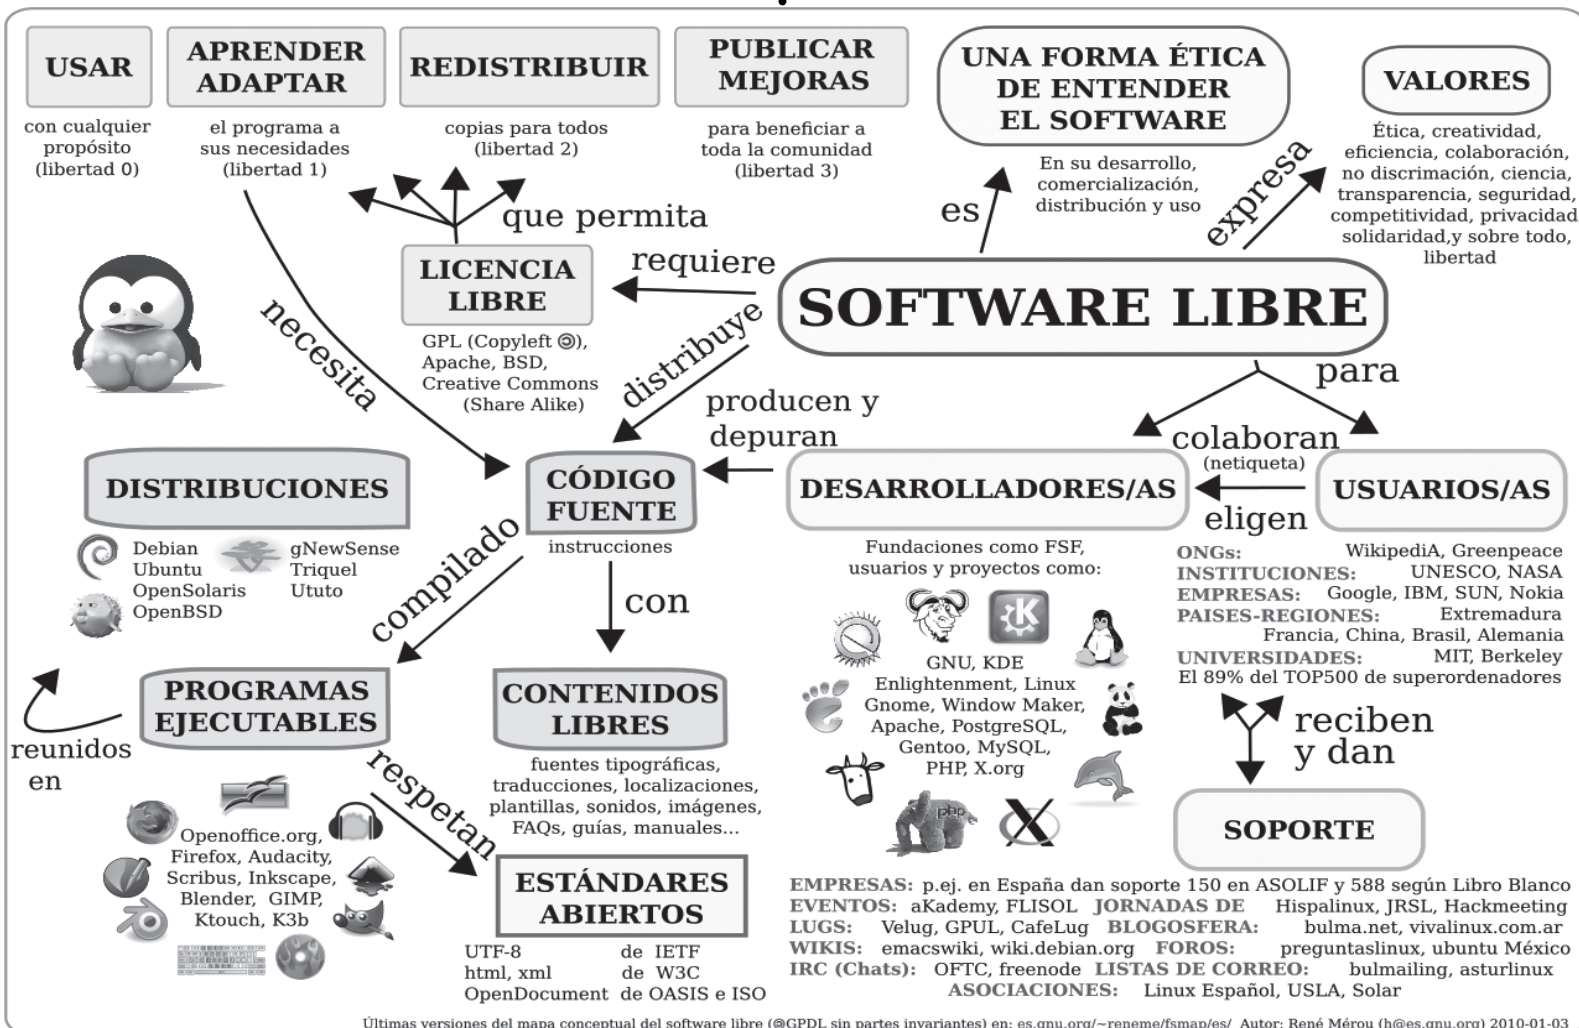 USAR
con cualquier
propósito
(libertad 0)
APRENDER
ADAPTAR
el programa a
sus necesidades
(libertad 1)
REDISTRIBUIR
copias para todos
(libertad 2)
PUBLICAR
MEJORAS
para beneficiar a
toda la comunidad
(libertad 3)
UNA FORMA ÉTICA
DE ENTENDER
EL SOFTWARE
En su desarrollo,
comercialización,
distribución y uso
VALORES
Ética, creatividad,
eficiencia, colaboración,
no discrimación, ciencia,
transparencia, seguridad,
competitividad, privacidad
solidaridad,y sobre todo,
libertad
es
expresa
que permita
LICENCIA
LIBRE
GPL (Copyleft 🄯),
Apache, BSD,
Creative Commons
(Share Alike)
requiere
SOFTWARE LIBRE
distribuye
necesita
para
producen y
depuran
DISTRIBUCIONES
Debian
Ubuntu
OpenSolaris
OpenBSD
gNewSense
Triquel
Ututo
CÓDIGO
FUENTE
instrucciones
compilado
con
DESARROLLADORES/AS
Fundaciones como FSF,
usuarios y proyectos como:
GNU, KDE
Enlightenment, Linux
Gnome, Window Maker,
Apache, PostgreSQL,
Gentoo, MySQL,
PHP, X.org
php
colaboran
(netiqueta)
eligen
USUARIOS/AS
ONGs: WikipediA, Greenpeace
INSTITUCIONES: UNESCO, NASA
EMPRESAS: Google, IBM, SUN, Nokia
PAISES-REGIONES: Extremadura
Francia, China, Brasil, Alemania
UNIVERSIDADES: MIT, Berkeley
El 89% del TOP500 de superordenadores
reciben
y dan
reunidos
en
PROGRAMAS
EJECUTABLES
Openoffice.org,
Firefox, Audacity,
Scribus, Inkscape,
Blender, GIMP,
Ktouch, K3b
respetan
CONTENIDOS
LIBRES
fuentes tipográficas,
traducciones, localizaciones,
plantillas, sonidos, imágenes,
FAQs, guías, manuales...
ESTÁNDARES
ABIERTOS
UTF-8 de IETF
html, xml de W3C
OpenDocument de OASIS e ISO
SOPORTE
EMPRESAS: p.ej. en España dan soporte 150 en ASOLIF y 588 según Libro Blanco
EVENTOS: aKademy, FLISOL JORNADAS DE Hispalinux, JRSL, Hackmeeting
LUGS: Velug, GPUL, CafeLug BLOGOSFERA: bulma.net, vivalinux.com.ar
WIKIS: emacswiki, wiki.debian.org FOROS: preguntaslinux, ubuntu México
IRC (Chats): OFTC, freenode LISTAS DE CORREO: bulmailing, asturlinux
ASOCIACIONES: Linux Español, USLA, Solar
Últimas versiones del mapa conceptual del software libre (🄯GPDL sin partes invariantes) en: es.gnu.org/~reneme/fsmap/es/ Autor: René Mérou (h@es.gnu.org) 2010-01-03